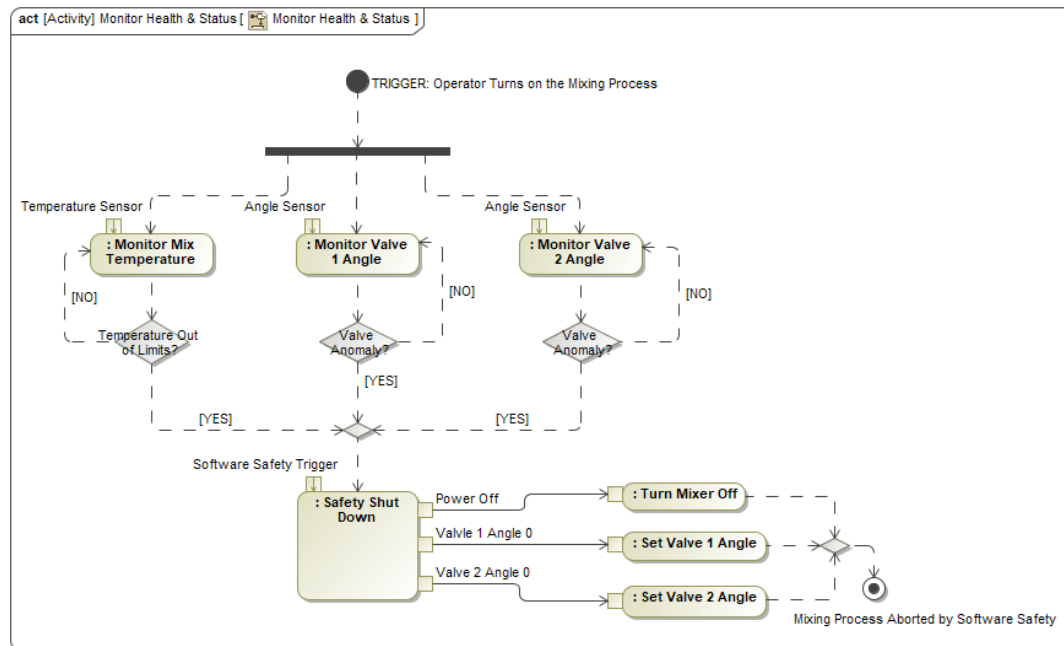 act [Activity] Monitor Health & Status [ Monitor Health & Status ]
TRIGGER: Operator Turns on the Mixing Process
Temperature Sensor
Angle Sensor
Angle Sensor
: Monitor Mix
Temperature
: Monitor Valve
1 Angle
: Monitor Valve
2 Angle
[NO]
[NO]
[NO]
Temperature Out
of Limits?
Valve
Anomaly?
Valve
Anomaly?
[YES]
[YES]
[YES]
Software Safety Trigger
: Safety Shut
Down
Power Off
: Turn Mixer Off
Valvle 1 Angle 0
: Set Valve 1 Angle
Valve 2 Angle 0
: Set Valve 2 Angle
Mixing Process Aborted by Software Safety